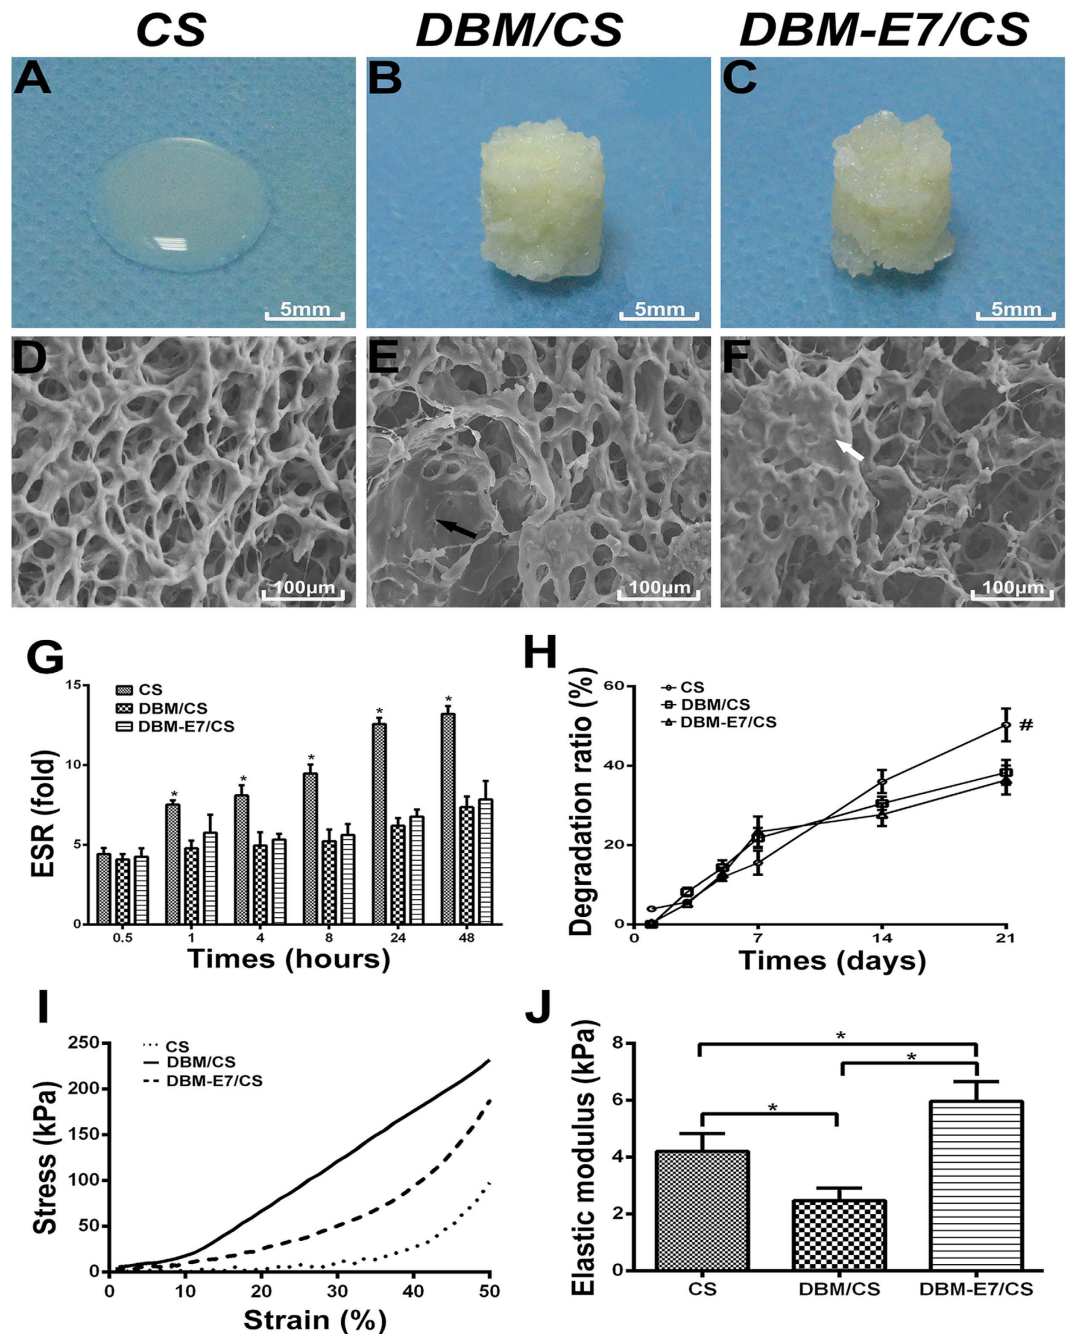 CS DBM/CS DBM-E7/CS
A B C
5mm 5mm 5mm
D E F
100μm 100μm 100μm
G
15
10
5
0
ESR (fold)
CS
DBM/CS
DBM-E7/CS
* * * * *
0.5 1 4 8 24 48
Times (hours)
H
60
40
20
0
Degradation ratio (%)
CS
DBM/CS
DBM-E7/CS
#
0 7 14 21
Times (days)
I
250
200
150
100
50
0
Stress (kPa)
CS
DBM/CS
DBM-E7/CS
0 10 20 30 40 50
Strain (%)
J
8
6
4
2
0
Elastic modulus (kPa)
*
*
*
CS DBM/CS DBM-E7/CS